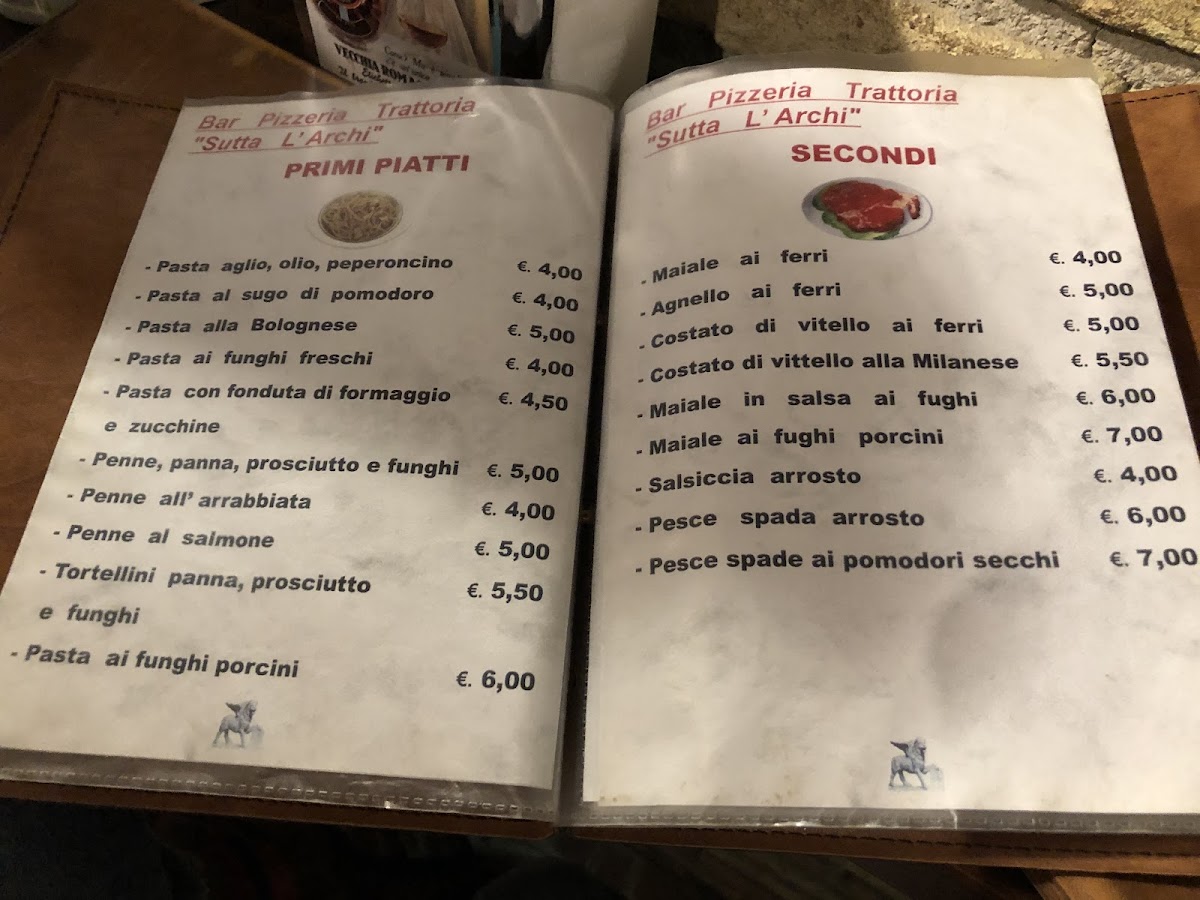 VECCHIA ROMA
Bar Pizzeria Trattoria
"Sutta L' Archi"
PRIMI PIATTI
- Pasta aglio, olio, peperoncino €. 4,00
- Pasta al sugo di pomodoro €. 4,00
- Pasta alla Bolognese €. 5,00
- Pasta ai funghi freschi €. 4,00
- Pasta con fonduta di formaggio €. 4,50
e zucchine
- Penne, panna, prosciutto e funghi €. 5,00
- Penne all' arrabbiata €. 4,00
- Penne al salmone €. 5,00
- Tortellini panna, prosciutto €. 5,50
e funghi
- Pasta ai funghi porcini €. 6,00
Bar Pizzeria Trattoria
"Sutta L' Archi"
SECONDI
- Maiale ai ferri €. 4,00
- Agnello ai ferri €. 5,00
- Costato di vitello ai ferri €. 5,00
- Costato di vittello alla Milanese €. 5,50
- Maiale in salsa ai fughi €. 6,00
- Maiale ai fughi porcini €. 7,00
- Salsiccia arrosto €. 4,00
- Pesce spada arrosto €. 6,00
- Pesce spade ai pomodori secchi €. 7,00